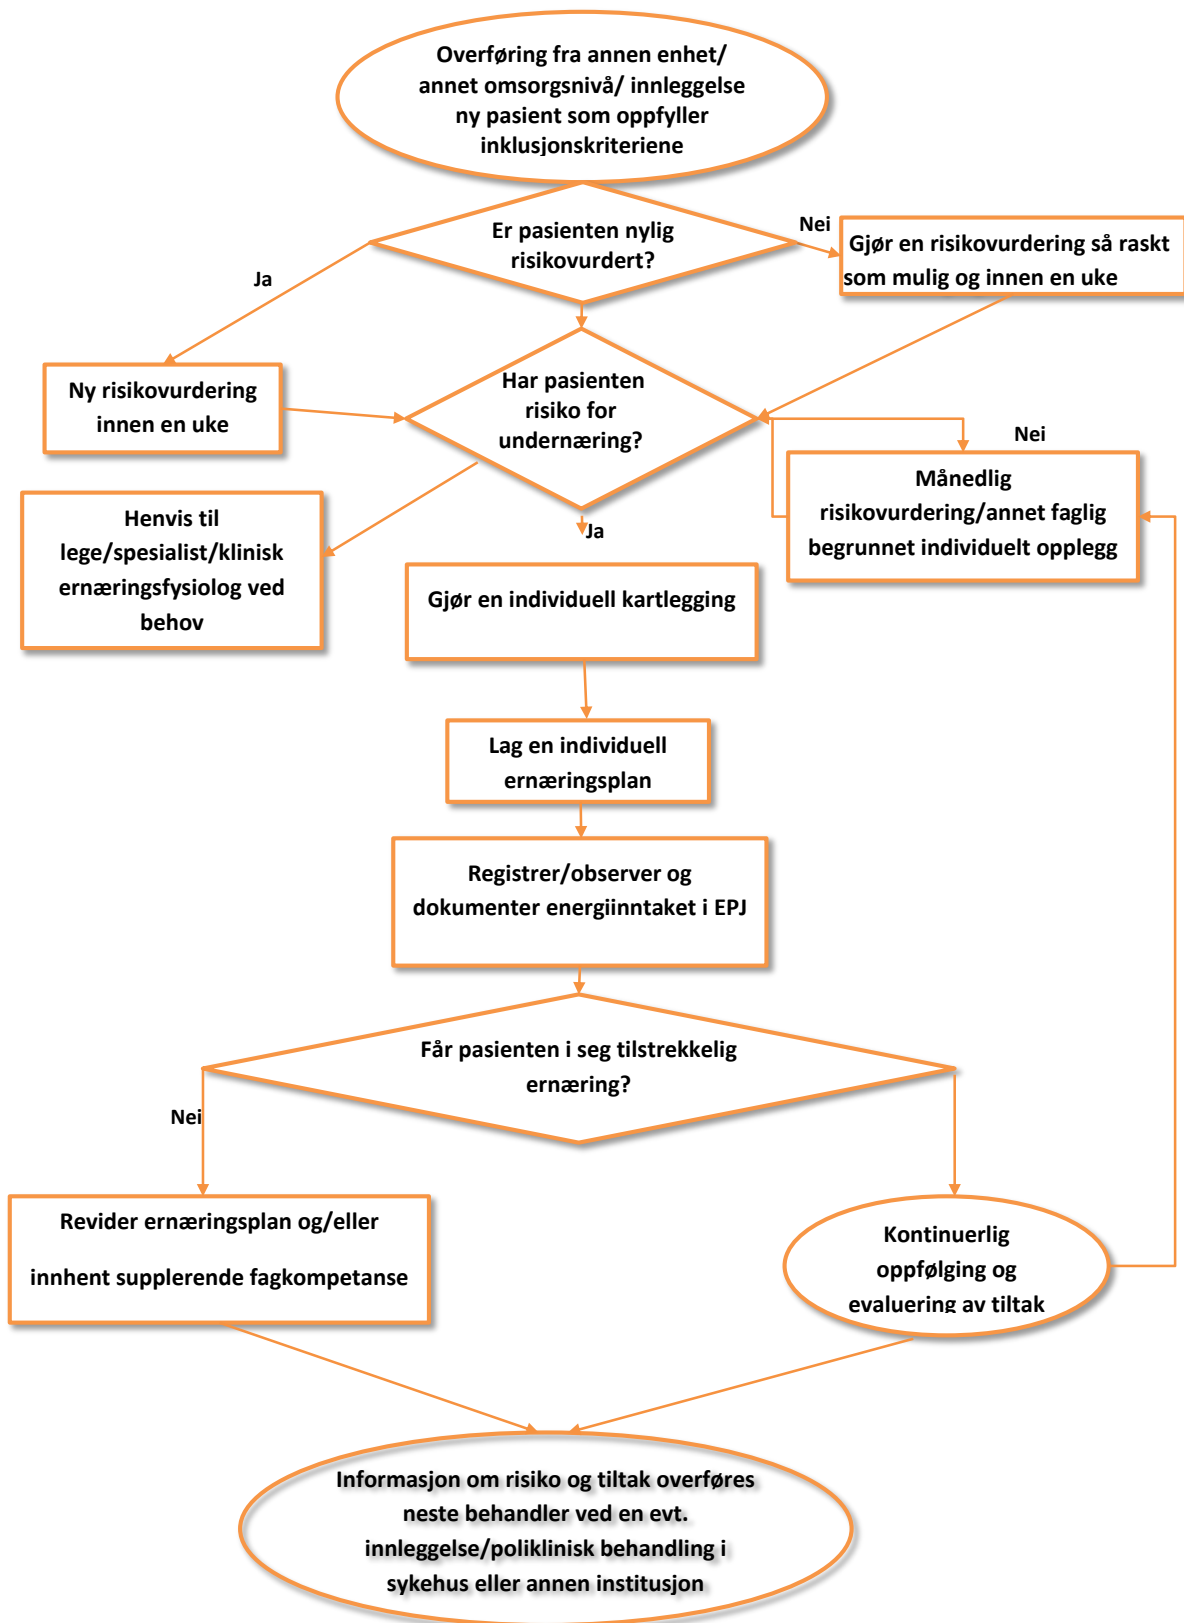 Overføring fra annen enhet/
annet omsorgsnivå/ innleggelse
ny pasient som oppfyller
inklusjonskriteriene
Er pasienten nylig
risikovurdert?
Nei
Gjør en risikovurdering så raskt
som mulig og innen en uke
Ja
Ny risikovurdering
innen en uke
Har pasienten
risiko for
undernæring?
Nei
Månedlig
risikovurdering/annet faglig
begrunnet individuelt opplegg
Henvis til
lege/spesialist/klinisk
ernæringsfysiolog ved
behov
Ja
Gjør en individuell kartlegging
Lag en individuell
ernæringsplan
Registrer/observer og
dokumenter energiinntaket i EPJ
Får pasienten i seg tilstrekkelig
ernæring?
Nei
Revider ernæringsplan og/eller
innhent supplerende fagkompetanse
Kontinuerlig
oppfølging og
evaluering av tiltak
Informasjon om risiko og tiltak overføres
neste behandler ved en evt.
innleggelse/poliklinisk behandling i
sykehus eller annen institusjon